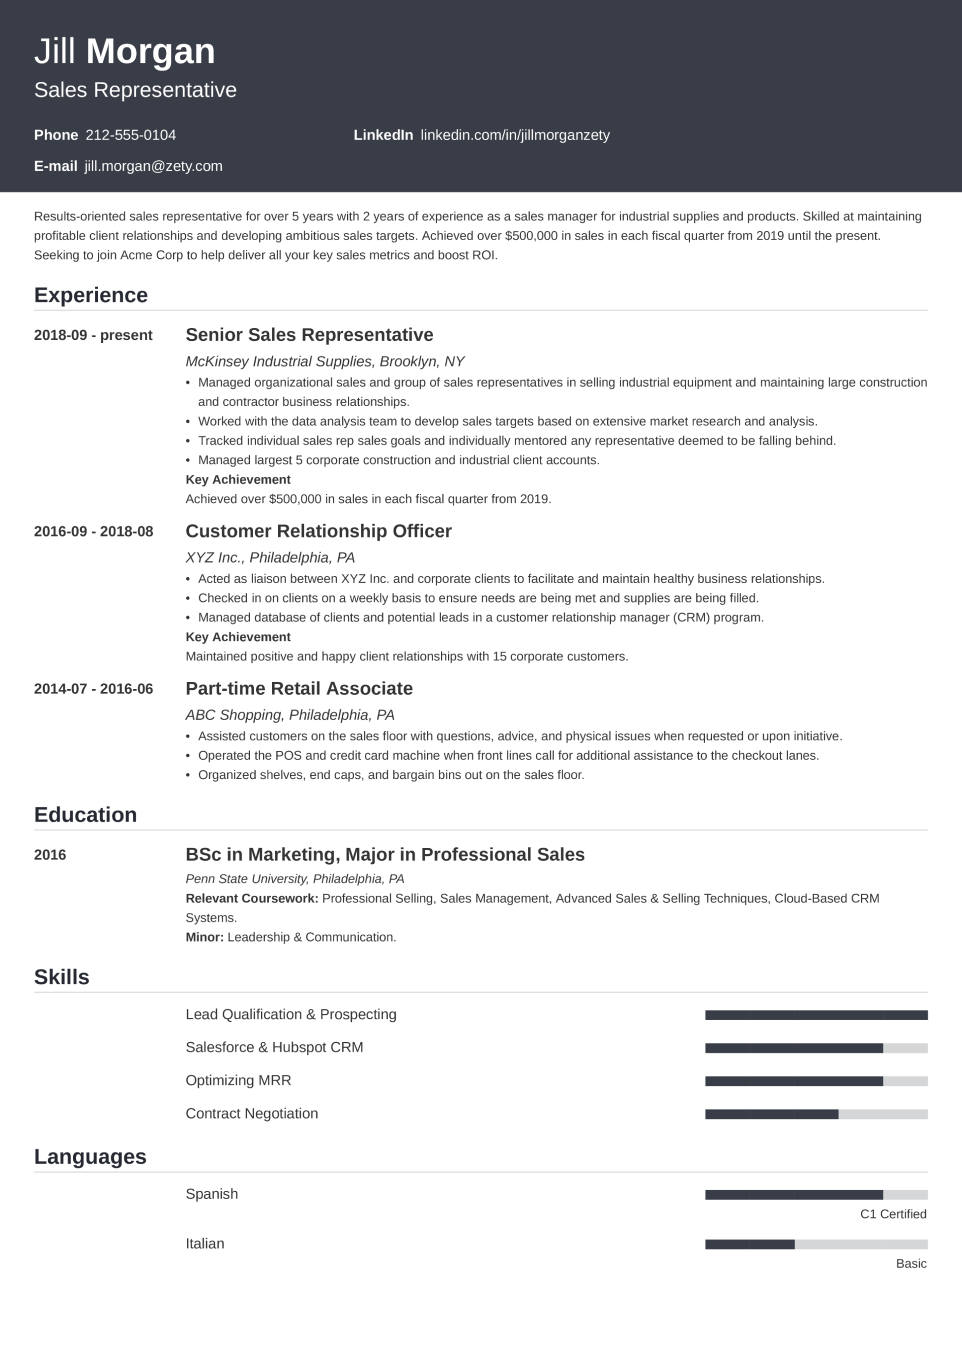 Jill Morgan
Sales Representative
Phone 212-555-0104 LinkedIn linkedin.com/in/jillmorganzety
E-mail jill.morgan@zety.com
Results-oriented sales representative for over 5 years with 2 years of experience as a sales manager for industrial supplies and products. Skilled at maintaining
profitable client relationships and developing ambitious sales targets. Achieved over $500,000 in sales in each fiscal quarter from 2019 until the present.
Seeking to join Acme Corp to help deliver all your key sales metrics and boost ROI.
Experience
2018-09 - present Senior Sales Representative
McKinsey Industrial Supplies, Brooklyn, NY
• Managed organizational sales and group of sales representatives in selling industrial equipment and maintaining large construction
and contractor business relationships.
• Worked with the data analysis team to develop sales targets based on extensive market research and analysis.
• Tracked individual sales rep sales goals and individually mentored any representative deemed to be falling behind.
• Managed largest 5 corporate construction and industrial client accounts.
Key Achievement
Achieved over $500,000 in sales in each fiscal quarter from 2019.
2016-09 - 2018-08 Customer Relationship Officer
XYZ Inc., Philadelphia, PA
• Acted as liaison between XYZ Inc. and corporate clients to facilitate and maintain healthy business relationships.
• Checked in on clients on a weekly basis to ensure needs are being met and supplies are being filled.
• Managed database of clients and potential leads in a customer relationship manager (CRM) program.
Key Achievement
Maintained positive and happy client relationships with 15 corporate customers.
2014-07 - 2016-06 Part-time Retail Associate
ABC Shopping, Philadelphia, PA
• Assisted customers on the sales floor with questions, advice, and physical issues when requested or upon initiative.
• Operated the POS and credit card machine when front lines call for additional assistance to the checkout lanes.
• Organized shelves, end caps, and bargain bins out on the sales floor.
Education
2016 BSc in Marketing, Major in Professional Sales
Penn State University, Philadelphia, PA
Relevant Coursework: Professional Selling, Sales Management, Advanced Sales & Selling Techniques, Cloud-Based CRM
Systems.
Minor: Leadership & Communication.
Skills
Lead Qualification & Prospecting
Salesforce & Hubspot CRM
Optimizing MRR
Contract Negotiation
Languages
Spanish
C1 Certified
Italian
Basic